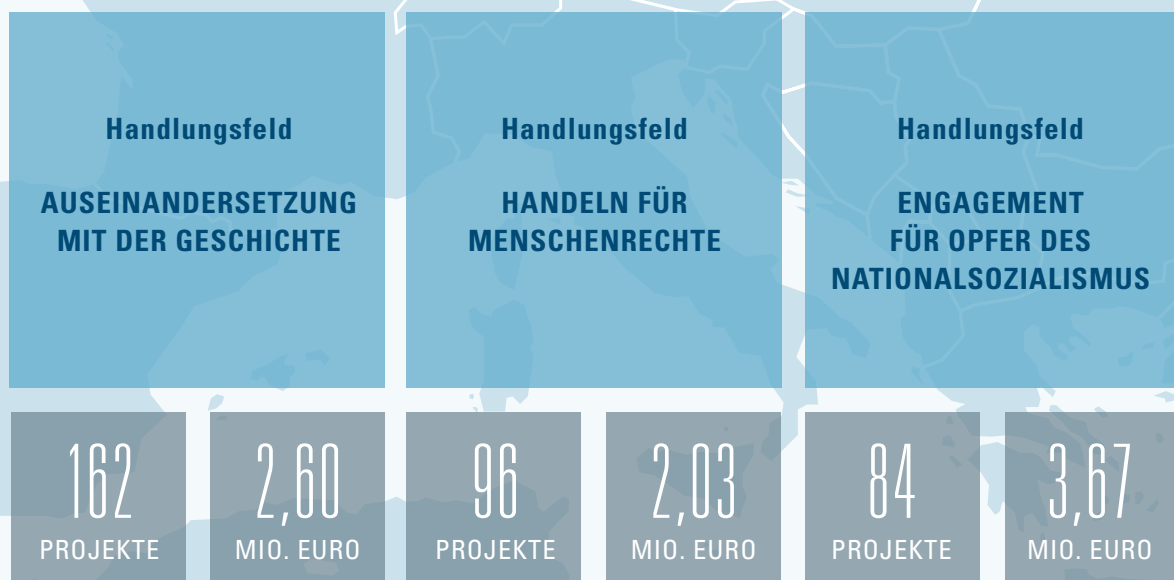 Handlungsfeld
AUSEINANDERSETZUNG
MIT DER GESCHICHTE
162
PROJEKTE
2,60
MIO. EURO
Handlungsfeld
HANDELN FÜR
MENSCHENRECHTE
96
PROJEKTE
2,03
MIO. EURO
Handlungsfeld
ENGAGEMENT
FÜR OPFER DES
NATIONALSOZIALISMUS
84
PROJEKTE
3,67
MIO. EURO